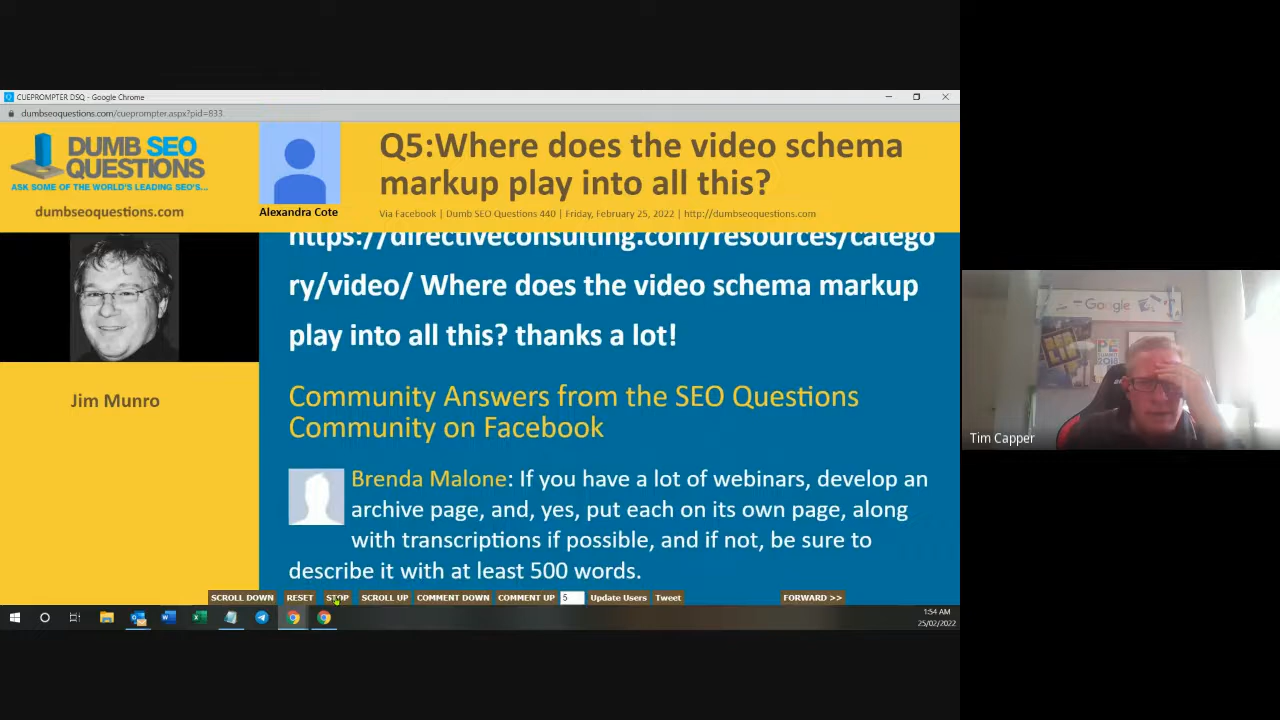 CUEPROMPTER DSQ - Google Chrome
dumbseoquestions.com/cueprompter.aspx?pid=833
DUMB SEO
QUESTIONS
ASK SOME OF THE WORLD'S LEADING SEO'S...
dumbseoquestions.com
Alexandra Cote
Q5:Where does the video schema
markup play into all this?
Via Facebook | Dumb SEO Questions 440 | Friday, February 25, 2022 | http://dumbseoquestions.com
Jim Munro
https://directiveconsulting.com/resources/catego
ry/video/ Where does the video schema markup
play into all this? thanks a lot!
Community Answers from the SEO Questions
Community on Facebook
Brenda Malone: If you have a lot of webinars, develop an
archive page, and, yes, put each on its own page, along
with transcriptions if possible, and if not, be sure to
describe it with at least 500 words.
SCROLL DOWN RESET STOP SCROLL UP COMMENT DOWN COMMENT UP 5 Update Users Tweet FORWARD >>
1:54 AM
25/02/2022
Google
Tim Capper